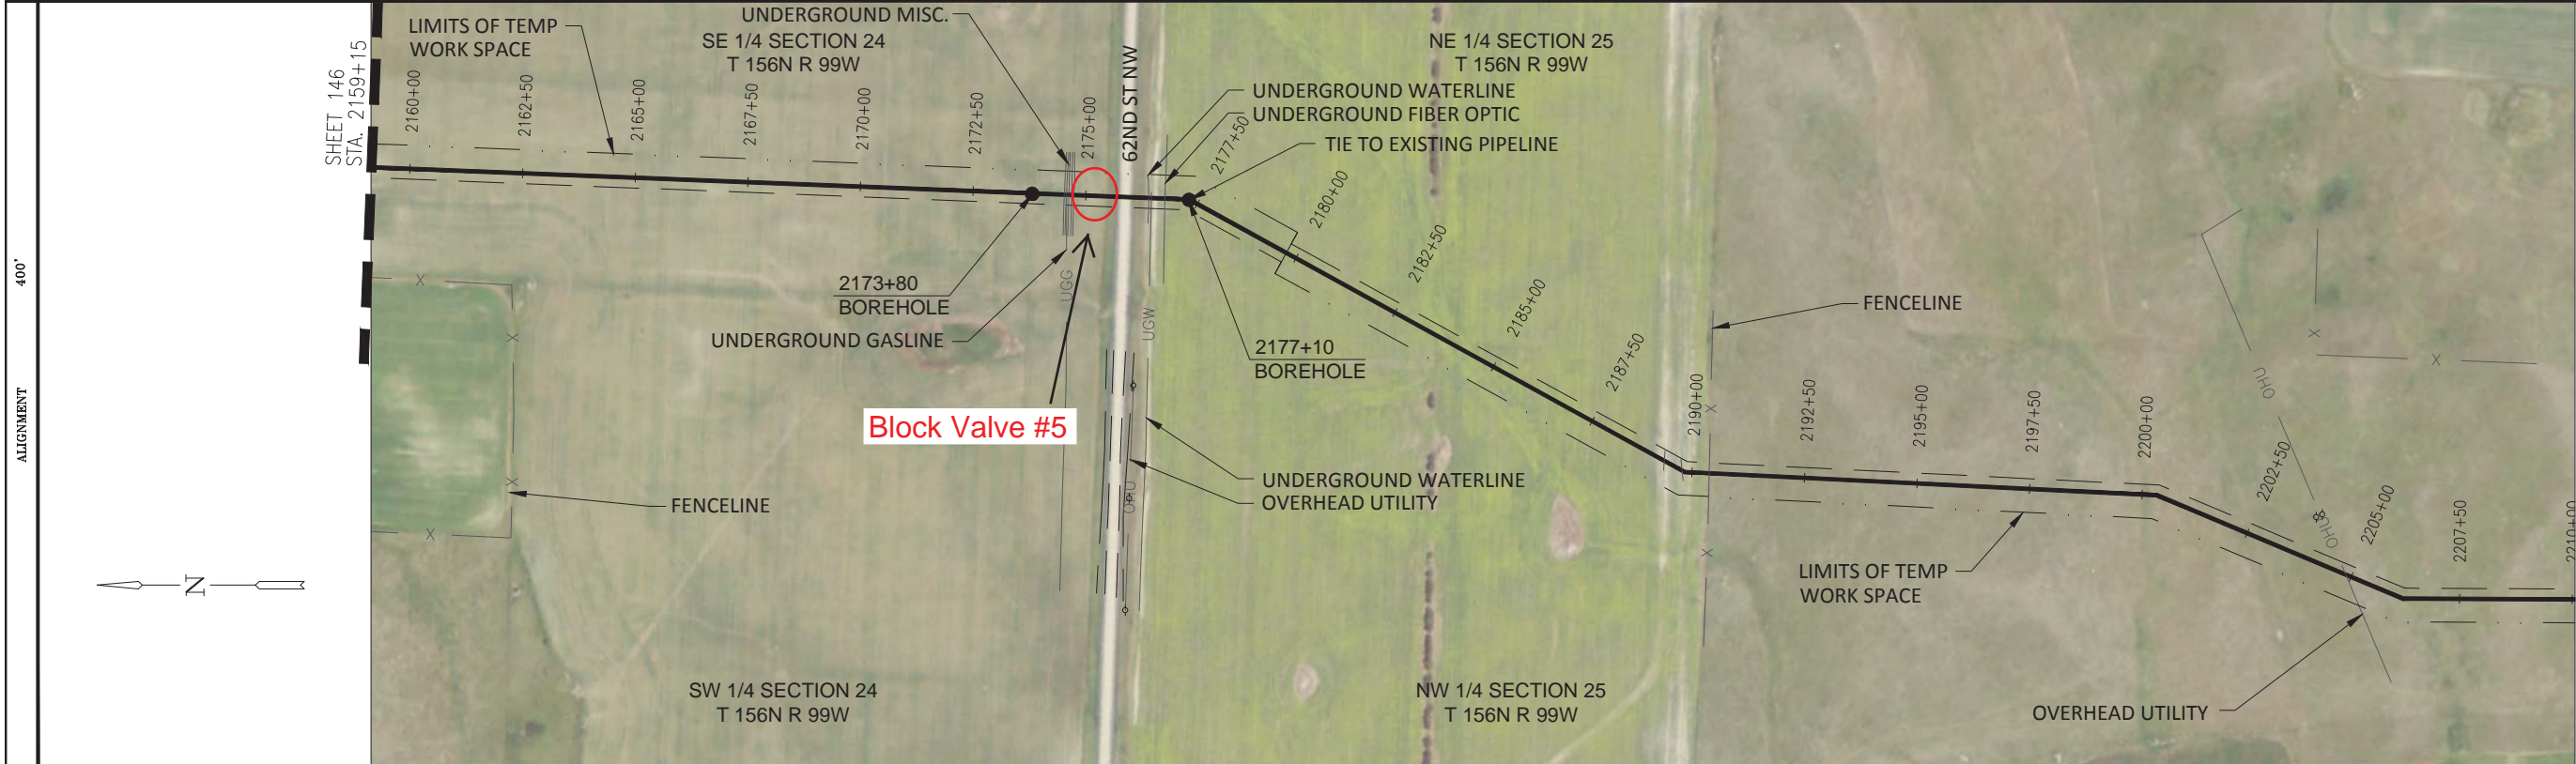 400'
ALIGNMENT
N
SHEET 146
STA. 2159+15
LIMITS OF TEMP
WORK SPACE
UNDERGROUND MISC.
SE 1/4 SECTION 24
T 156N R 99W
2160+00
2162+50
2165+00
2167+50
2170+00
2172+50
2175+00
62ND ST NW
NE 1/4 SECTION 25
T 156N R 99W
UNDERGROUND WATERLINE
UNDERGROUND FIBER OPTIC
TIE TO EXISTING PIPELINE
2177+50
2180+00
2182+50
2185+00
2187+50
2190+00
2192+50
2195+00
2197+50
2200+00
2202+50
2205+00
2207+50
2210+00
2173+80
BOREHOLE
UNDERGROUND GASLINE
UGG
UGW
2177+10
BOREHOLE
Block Valve #5
FENCELINE
UNDERGROUND WATERLINE
OVERHEAD UTILITY
OHU
FENCELINE
OHU
OHU
LIMITS OF TEMP
WORK SPACE
OVERHEAD UTILITY
SW 1/4 SECTION 24
T 156N R 99W
NW 1/4 SECTION 25
T 156N R 99W
X
X
X
X
X
X
X
X
X